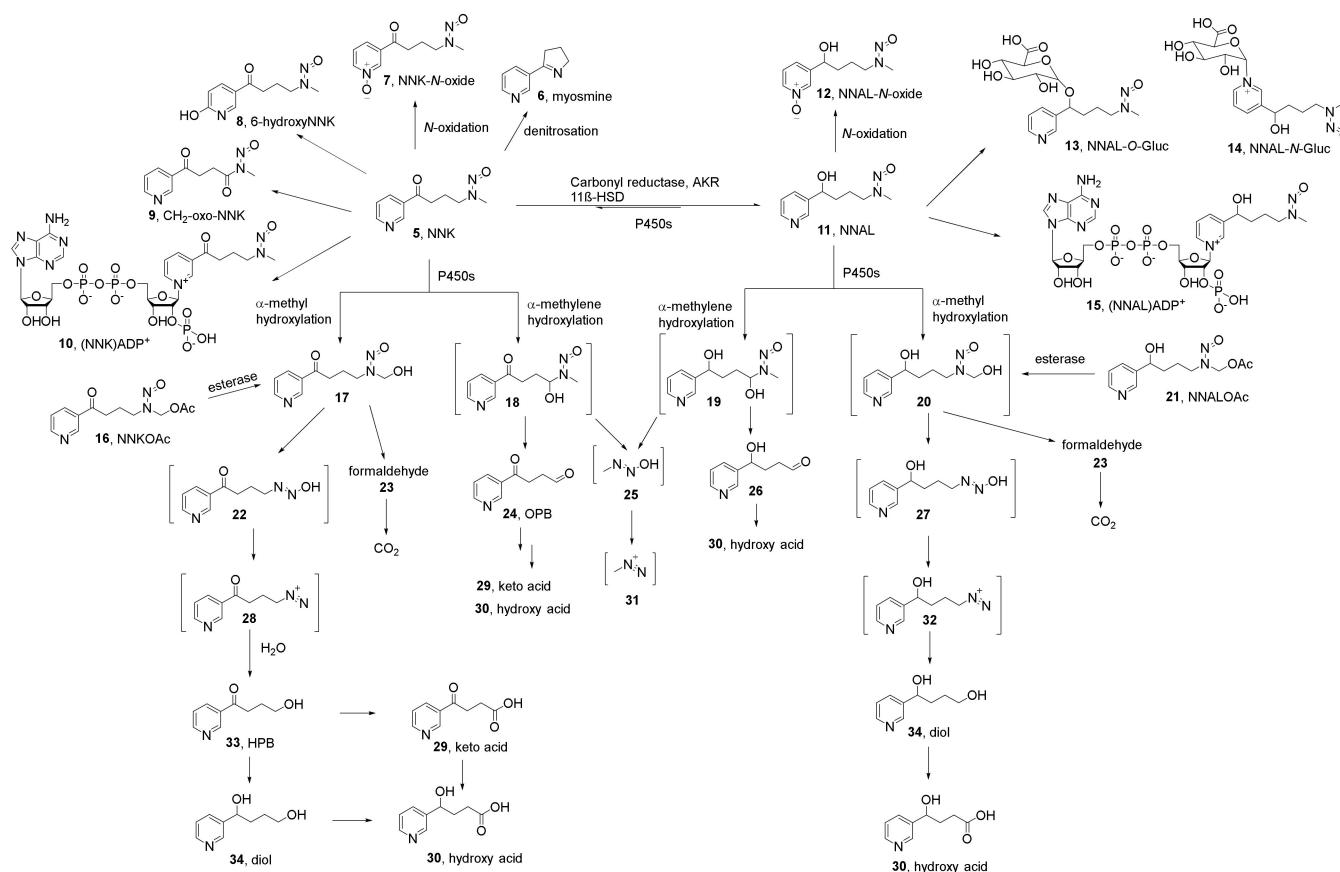 7, NNK-N-oxide
N-oxidation
6, myosmine
denitrosation
8, 6-hydroxyNNK
9, CH₂-oxo-NNK
5, NNK
10, (NNK)ADP⁺
Carbonyl reductase, AKR
11ß-HSD
P450s
12, NNAL-N-oxide
N-oxidation
11, NNAL
13, NNAL-O-Gluc
14, NNAL-N-Gluc
15, (NNAL)ADP⁺
P450s
α-methyl
hydroxylation
α-methylene
hydroxylation
P450s
α-methylene
hydroxylation
α-methyl
hydroxylation
16, NNKOAc
esterase
17
18
19
20
esterase
21, NNALOAc
22
formaldehyde
23
CO₂
24, OPB
25
26
27
formaldehyde
23
CO₂
28
H₂O
29, keto acid
30, hydroxy acid
31
30, hydroxy acid
32
33, HPB
29, keto acid
34, diol
34, diol
30, hydroxy acid
30, hydroxy acid